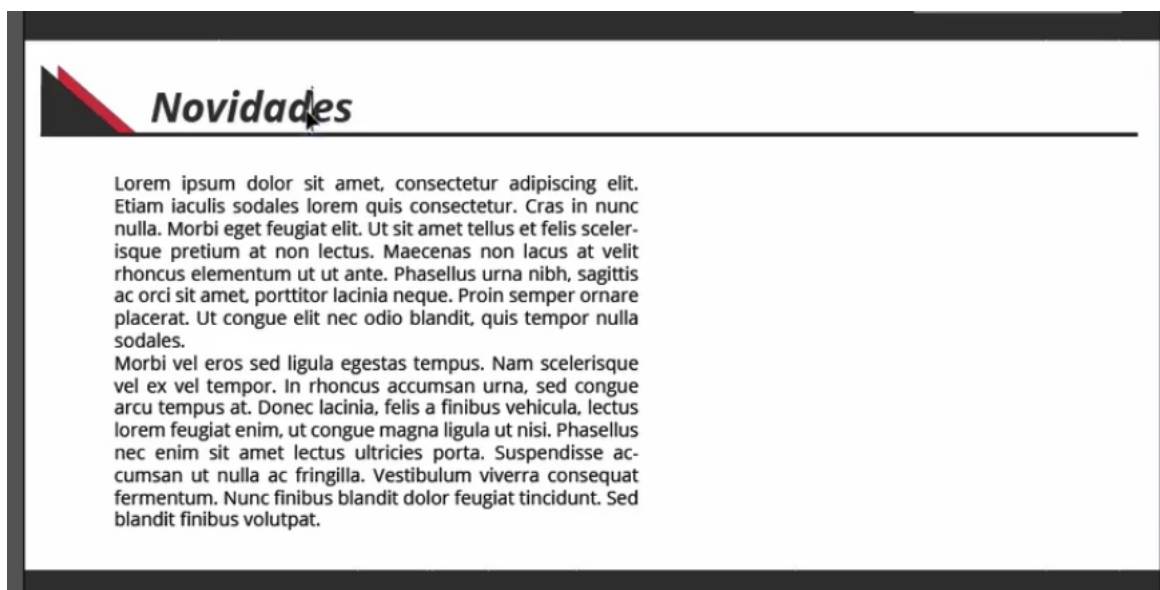 Novidades
Lorem ipsum dolor sit amet, consectetur adipiscing elit.
Etiam iaculis sodales lorem quis consectetur. Cras in nunc
nulla. Morbi eget feugiat elit. Ut sit amet tellus et felis sceler-
isque pretium at non lectus. Maecenas non lacus at velit
rhoncus elementum ut ut ante. Phasellus urna nibh, sagittis
ac orci sit amet, porttitor lacinia neque. Proin semper ornare
placerat. Ut congue elit nec odio blandit, quis tempor nulla
sodales.
Morbi vel eros sed ligula egestas tempus. Nam scelerisque
vel ex vel tempor. In rhoncus accumsan urna, sed congue
arcu tempus at. Donec lacinia, felis a finibus vehicula, lectus
lorem feugiat enim, ut congue magna ligula ut nisi. Phasellus
nec enim sit amet lectus ultricies porta. Suspendisse ac-
cumsan ut nulla ac fringilla. Vestibulum viverra consequat
fermentum. Nunc finibus blandit dolor feugiat tincidunt. Sed
blandit finibus volutpat.